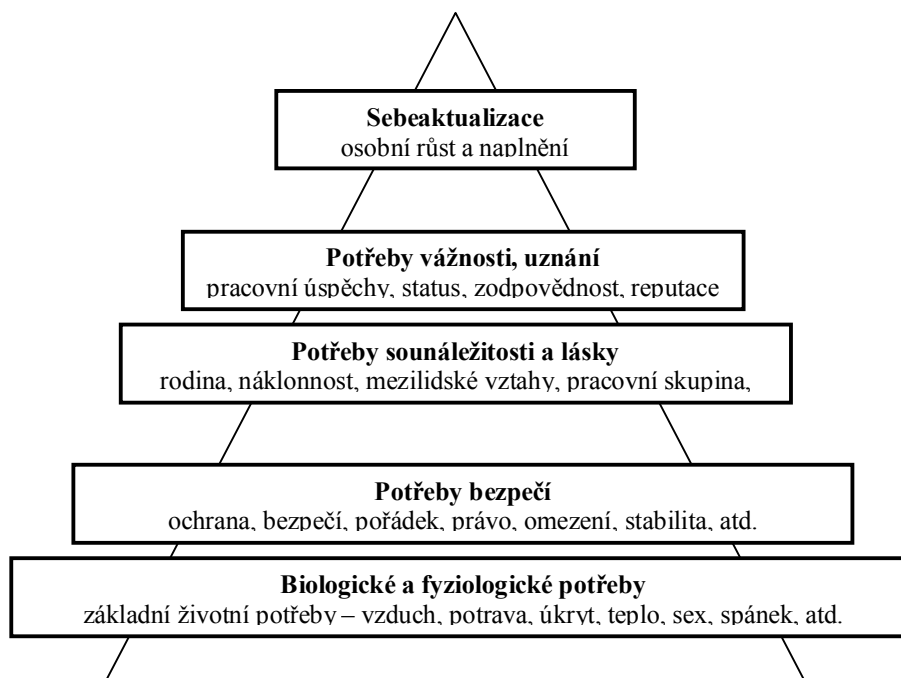 Sebeaktualizace
osobní růst a naplnění
Potřeby vážnosti, uznání
pracovní úspěchy, status, zodpovědnost, reputace
Potřeby sounáležitosti a lásky
rodina, náklonnost, mezilidské vztahy, pracovní skupina,
Potřeby bezpečí
ochrana, bezpečí, pořádek, právo, omezení, stabilita, atd.
Biologické a fyziologické potřeby
základní životní potřeby – vzduch, potrava, úkryt, teplo, sex, spánek, atd.